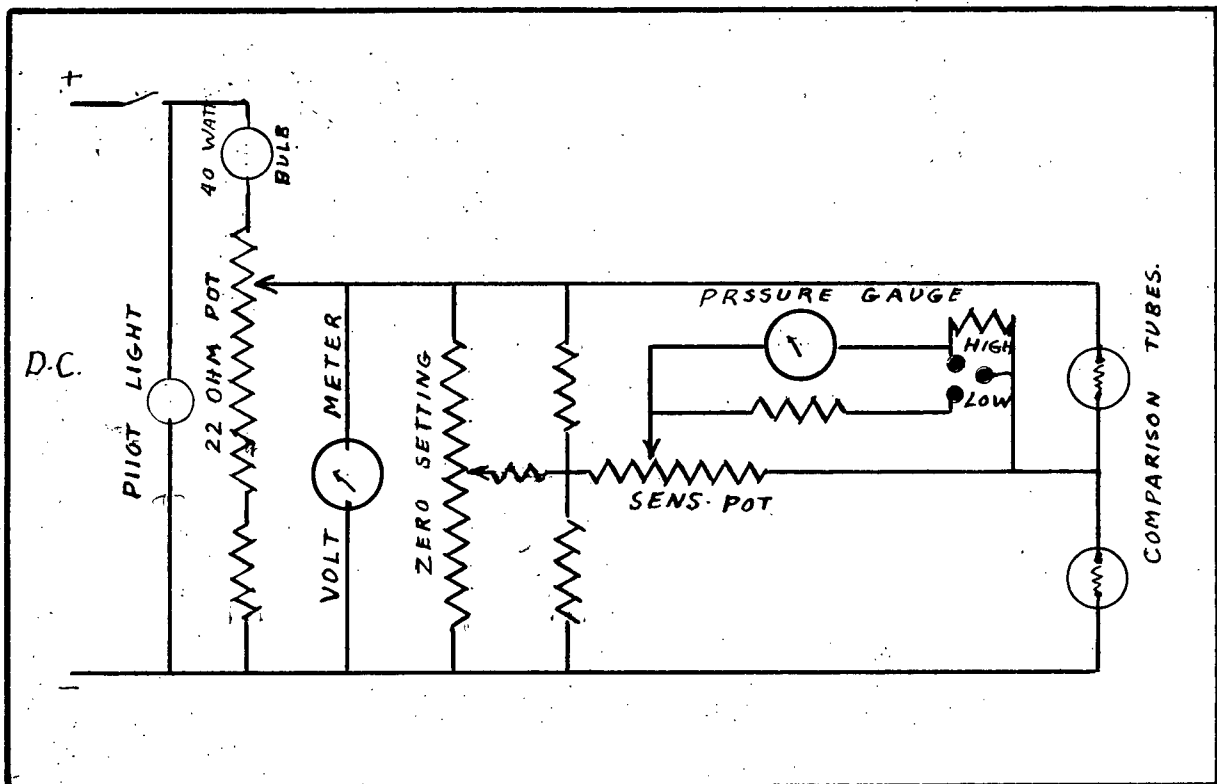 +
40 WATT
BULB
D.C.
PIIOT LIGHT
22 OHM POT
VOLT METER
ZERO SETTING
PRSSURE GAUGE
HIGH
LOW
SENS. POT
COMPARISON TUBES.
−